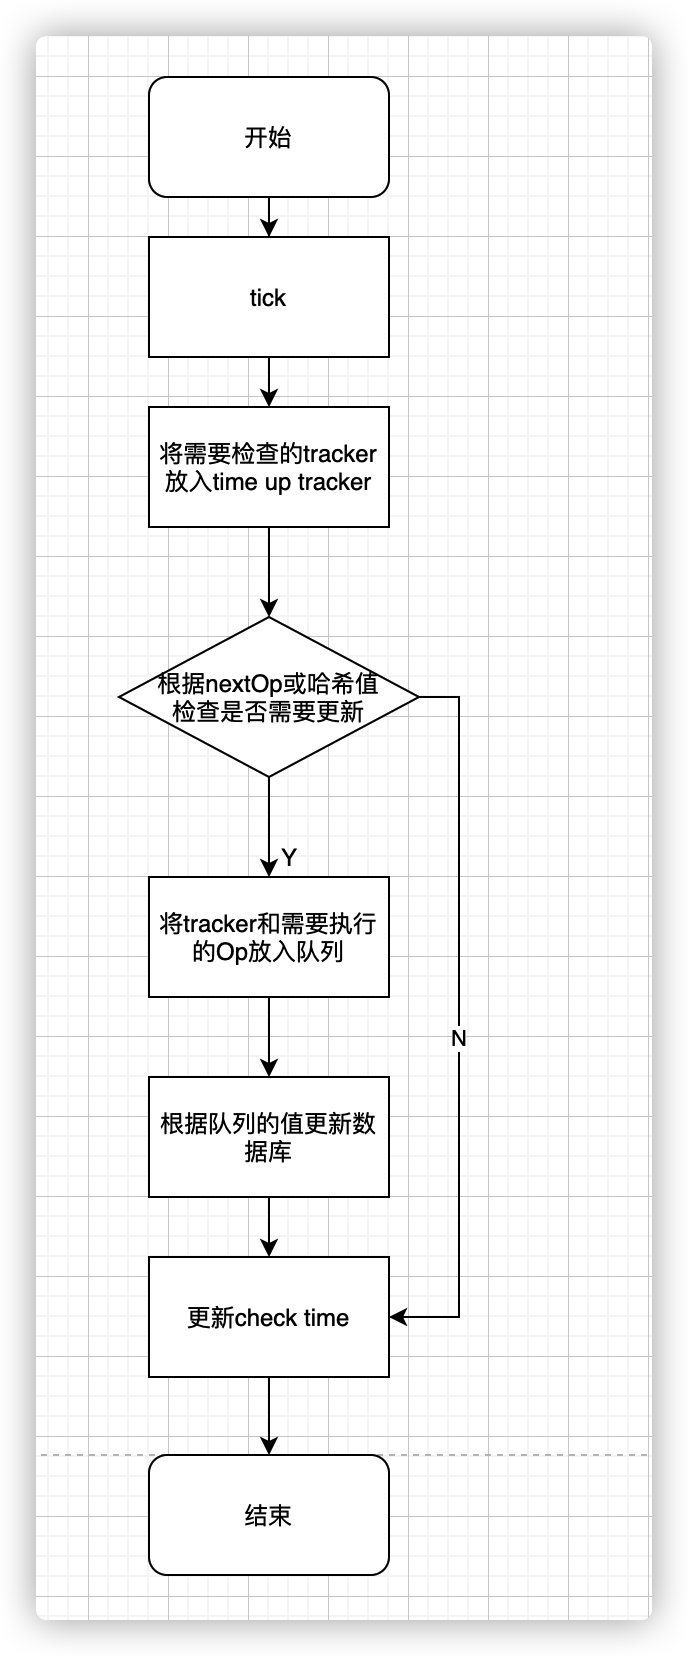 开始
tick
将需要检查的tracker
放入time up tracker
根据nextOp或哈希值
检查是否需要更新
Y
将tracker和需要执行
的Op放入队列
N
根据队列的值更新数
据库
更新check time
结束